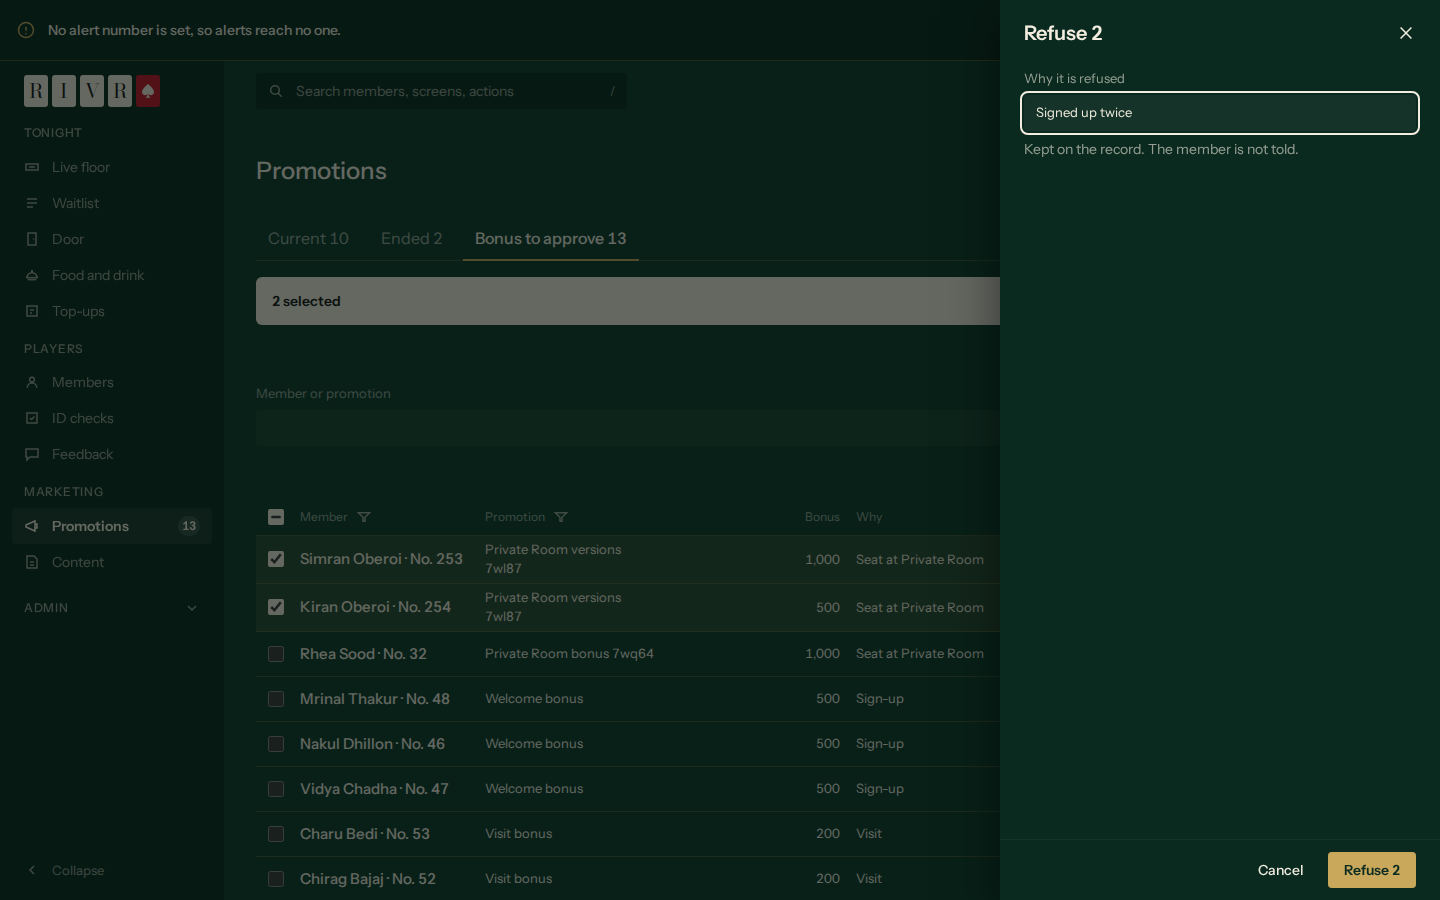 No alert number is set, so alerts reach no one.
RIVR
Search members, screens, actions /
TONIGHT
Live floor
Waitlist
Door
Food and drink
Top-ups
PLAYERS
Members
ID checks
Feedback
MARKETING
Promotions 13
Content
ADMIN
Collapse
Promotions
Current 10 Ended 2 Bonus to approve 13
2 selected
Member or promotion
Member Promotion Bonus Why
Simran Oberoi · No. 253 Private Room versions 7wl87 1,000 Seat at Private Room
Kiran Oberoi · No. 254 Private Room versions 7wl87 500 Seat at Private Room
Rhea Sood · No. 32 Private Room bonus 7wq64 1,000 Seat at Private Room
Mrinal Thakur · No. 48 Welcome bonus 500 Sign-up
Nakul Dhillon · No. 46 Welcome bonus 500 Sign-up
Vidya Chadha · No. 47 Welcome bonus 500 Sign-up
Charu Bedi · No. 53 Visit bonus 200 Visit
Chirag Bajaj · No. 52 Visit bonus 200 Visit
Refuse 2
Why it is refused
Signed up twice
Kept on the record. The member is not told.
Cancel Refuse 2